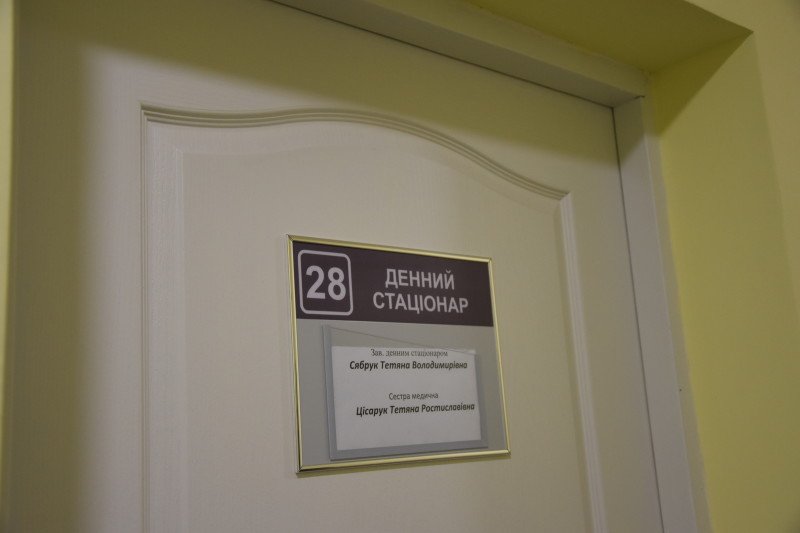 28
ДЕННИЙ
СТАЦІОНАР
Зав. денним стаціонаром
Сябрук Тетяна Володимирівна
Сестра медична
Цісарук Тетяна Ростиславівна